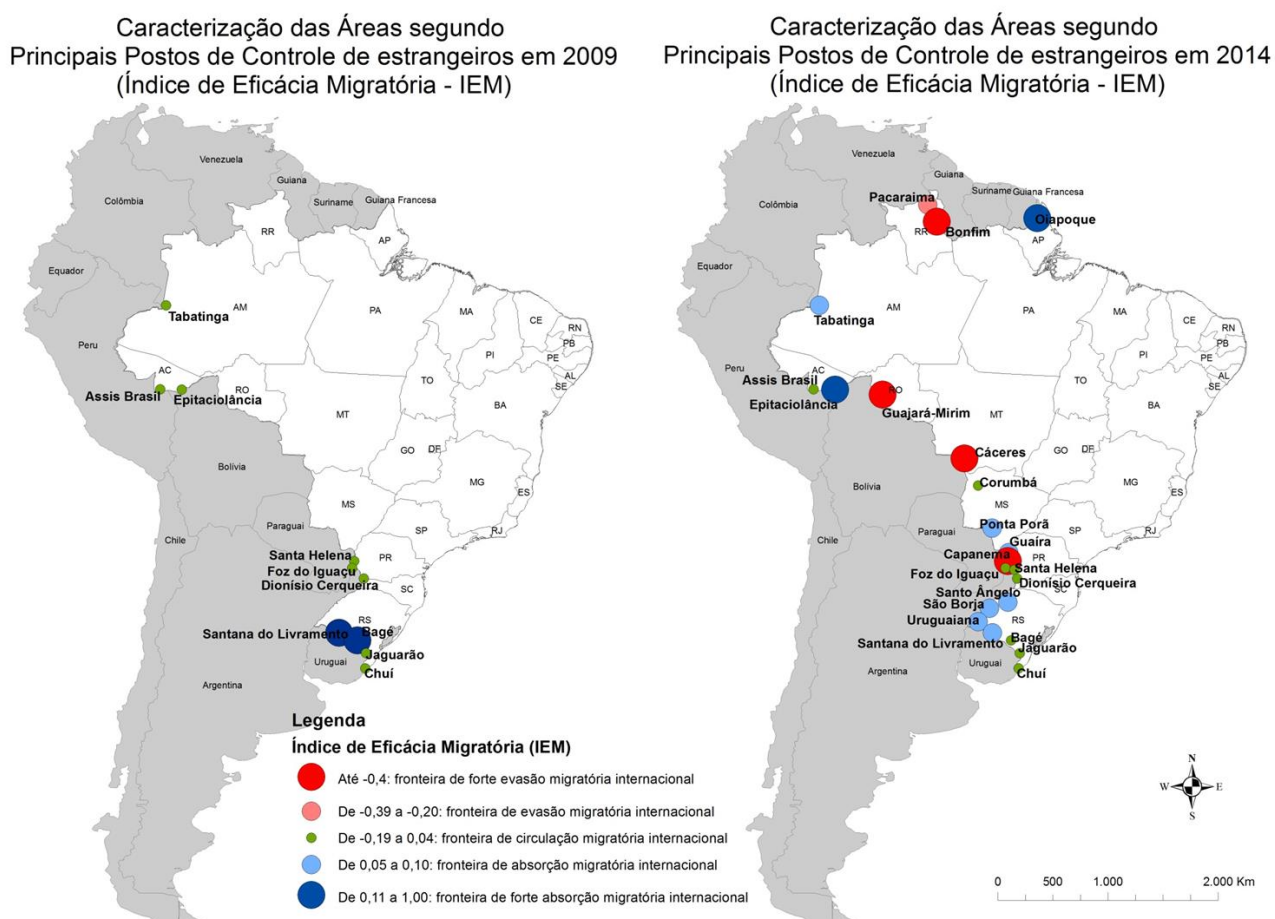 Caracterização das Áreas segundo
Principais Postos de Controle de estrangeiros em 2009
(Índice de Eficácia Migratória - IEM)
Venezuela
Guiana
Suriname
Guiana Francesa
Colômbia
RR
AP
Equador
AM
PA
MA
CE
RN
PB
PE
AL
SE
PI
Tabatinga
Peru
AC
Assis Brasil
Epitaciolância
RO
TO
BA
MT
GO
DF
Bolívia
MG
ES
MS
Paraguai
SP
RJ
Chile
Santa Helena
PR
Foz do Iguaçu
Dionísio Cerqueira
SC
RS
Santana do Livramento
Bagé
Jaguarão
Uruguai
Chuí
Argentina
Legenda
Índice de Eficácia Migratória (IEM)
Até -0,4: fronteira de forte evasão migratória internacional
De -0,39 a -0,20: fronteira de evasão migratória internacional
De -0,19 a 0,04: fronteira de circulação migratória internacional
De 0,05 a 0,10: fronteira de absorção migratória internacional
De 0,11 a 1,00: fronteira de forte absorção migratória internacional
Caracterização das Áreas segundo
Principais Postos de Controle de estrangeiros em 2014
(Índice de Eficácia Migratória - IEM)
Venezuela
Guiana
Suriname
Guiana Francesa
Colômbia
Pacaraima
RR
Bonfim
Oiapoque
AP
Equador
AM
PA
MA
CE
RN
PB
PE
AL
SE
PI
Tabatinga
Peru
AC
Assis Brasil
Epitaciolância
RO
Guajará-Mirim
TO
BA
MT
Cáceres
GO
DF
Corumbá
Bolívia
MG
ES
MS
Ponta Porã
Paraguai
SP
RJ
Chile
Guaíra
Capanema
PR
Santa Helena
Foz do Iguaçu
Dionísio Cerqueira
SC
Santo Ângelo
São Borja
RS
Uruguaiana
Santana do Livramento
Bagé
Jaguarão
Uruguai
Chuí
Argentina
N
W
E
S
0
500
1.000
2.000 Km